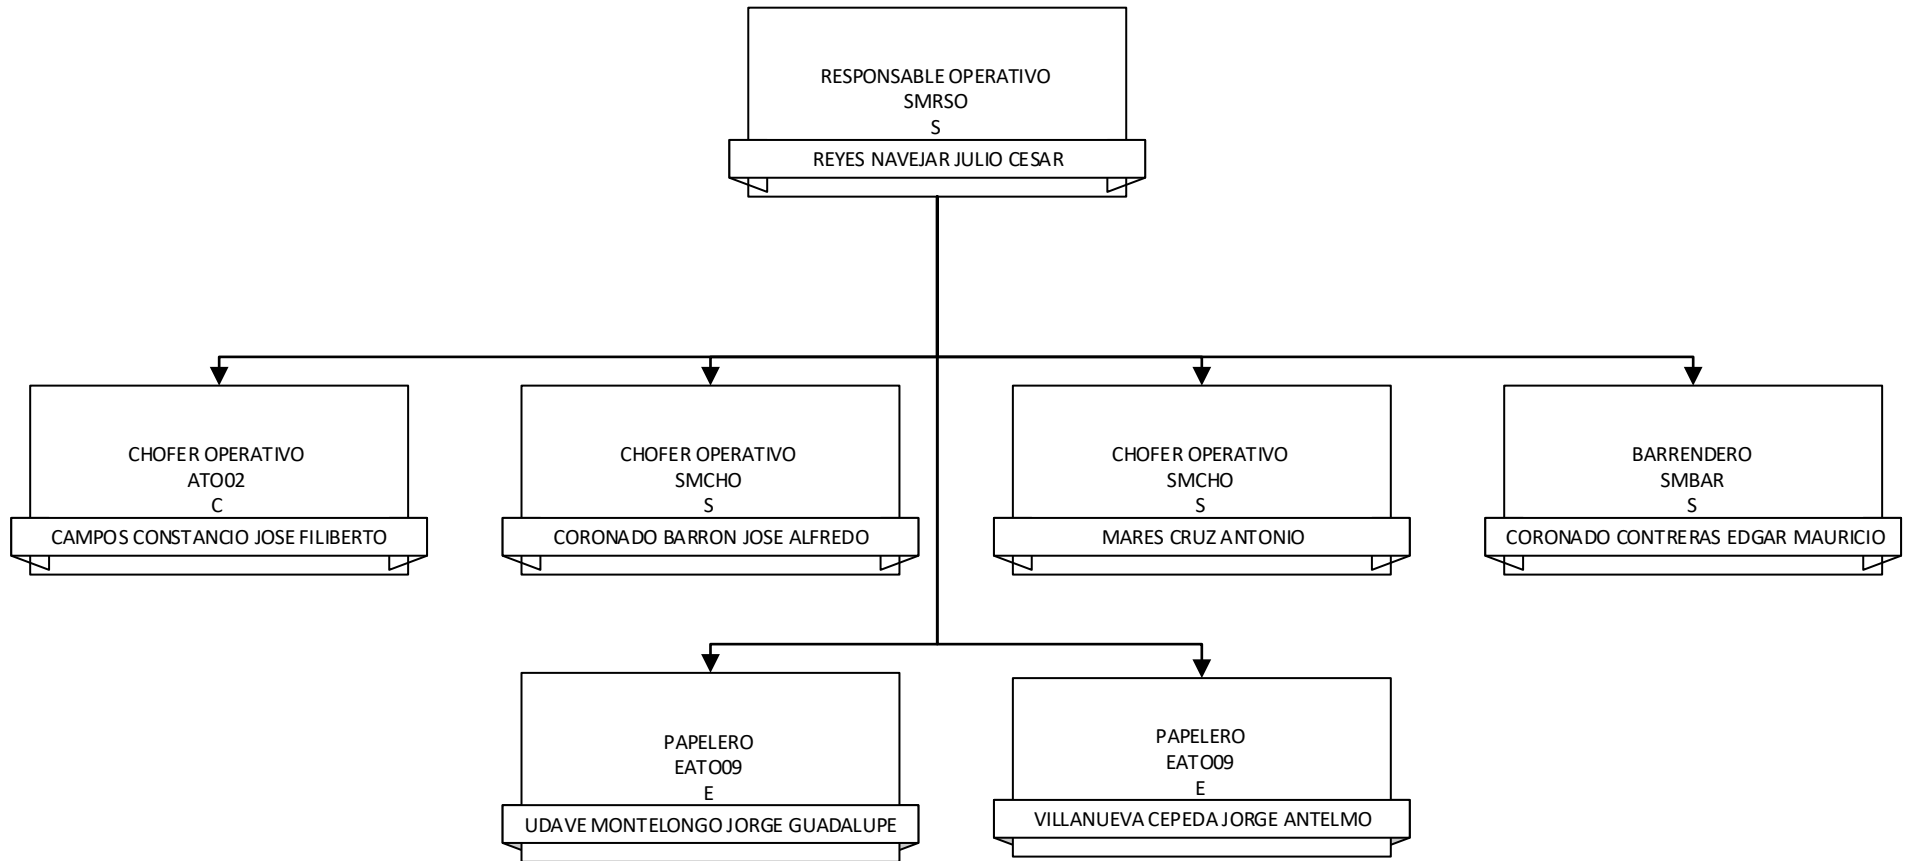 RESPONSABLE OPERATIVO
SMRSO
S
REYES NAVEJAR JULIO CESAR
CHOFER OPERATIVO
ATO02
C
CAMPOS CONSTANCIO JOSE FILIBERTO
CHOFER OPERATIVO
SMCHO
S
CORONADO BARRON JOSE ALFREDO
CHOFER OPERATIVO
SMCHO
S
MARES CRUZ ANTONIO
BARRENDERO
SMBAR
S
CORONADO CONTRERAS EDGAR MAURICIO
PAPELERO
EATO09
E
UDAVE MONTELONGO JORGE GUADALUPE
PAPELERO
EATO09
E
VILLANUEVA CEPEDA JORGE ANTELMO